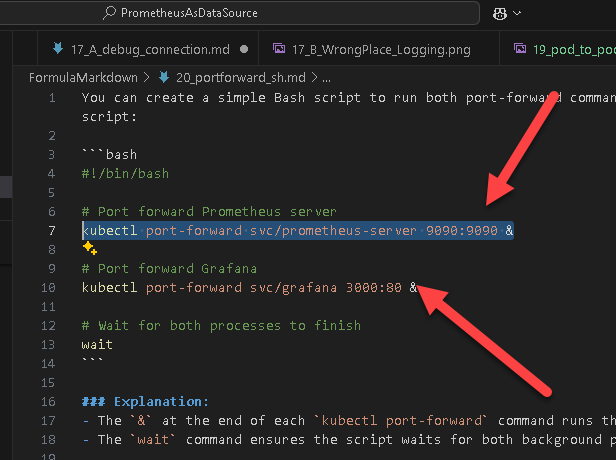 PrometheusAsDataSource
17_A_debug_connection.md
17_B_WrongPlace_Logging.png
19_pod_to_po
FormulaMarkdown > 20_portforward_sh.md > ...
1 You can create a simple Bash script to run both port-forward comman
script:
2
3 ```bash
4 #!/bin/bash
5
6 # Port forward Prometheus server
7 kubectl port-forward svc/prometheus-server 9090:9090 &
8
9 # Port forward Grafana
10 kubectl port-forward svc/grafana 3000:80 &
11
12 # Wait for both processes to finish
13 wait
14 ```
15
16 ### Explanation:
17 - The `&` at the end of each `kubectl port-forward` command runs th
18 - The `wait` command ensures the script waits for both background p
19